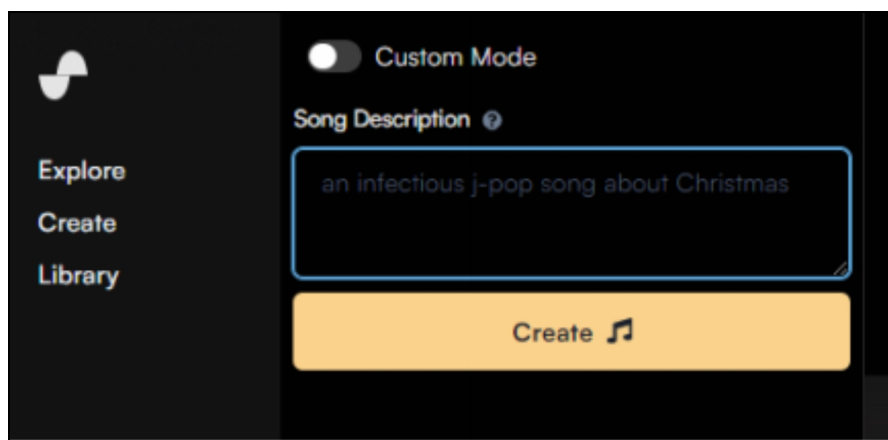 Explore
Create
Library
Custom Mode
Song Description
an infectious j-pop song about Christmas
Create